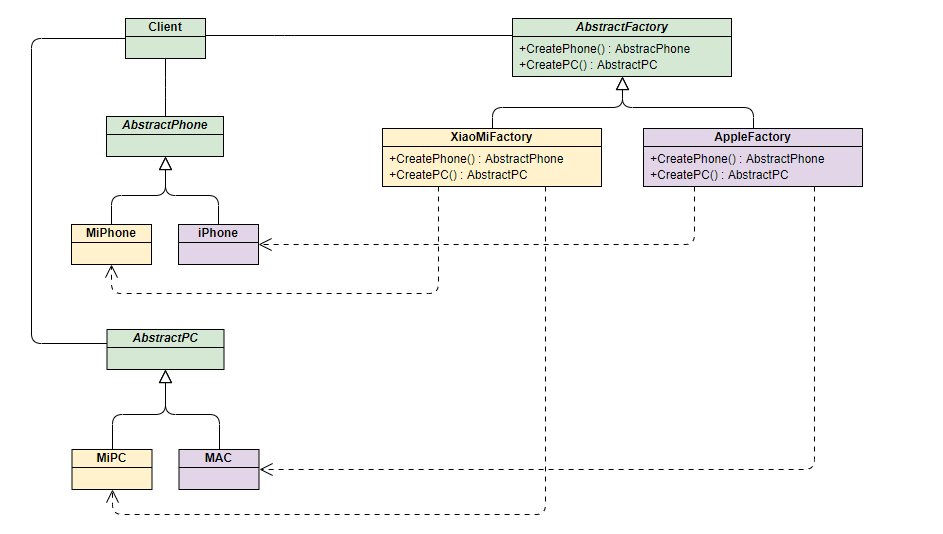 Client
AbstractFactory
+CreatePhone() : AbstracPhone
+CreatePC() : AbstractPC
AbstractPhone
XiaoMiFactory
+CreatePhone() : AbstractPhone
+CreatePC() : AbstractPC
AppleFactory
+CreatePhone() : AbstractPhone
+CreatePC() : AbstractPC
MiPhone
iPhone
AbstractPC
MiPC
MAC